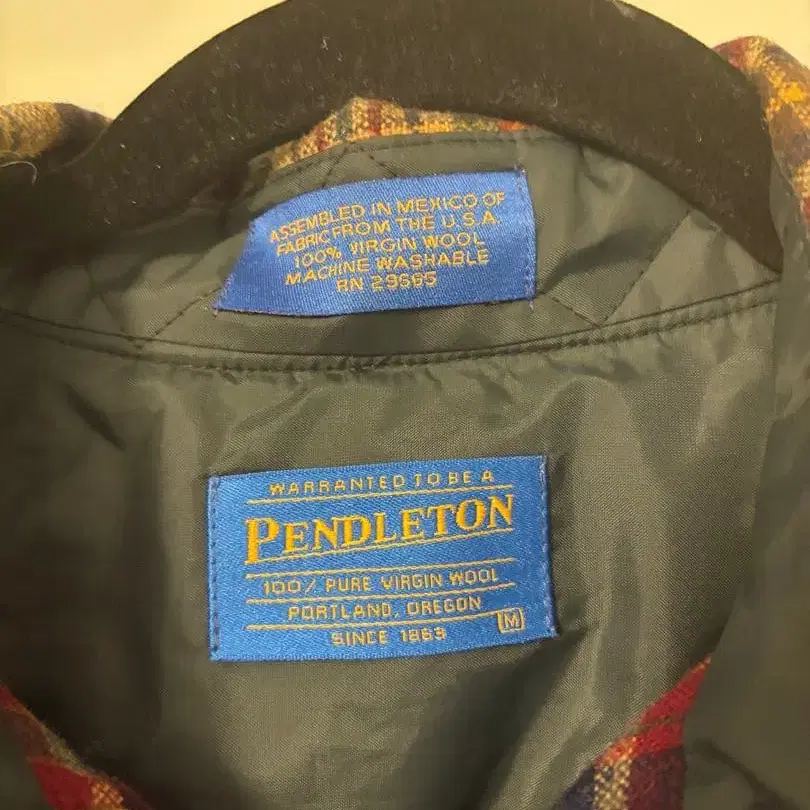 ASSEMBLED IN MEXICO OF
FABRIC FROM THE U.S.A.
100% VIRGIN WOOL
MACHINE WASHABLE
RN 29685
WARRANTED TO BE A
PENDLETON
100% PURE VIRGIN WOOL
PORTLAND, OREGON
SINCE 1863
M